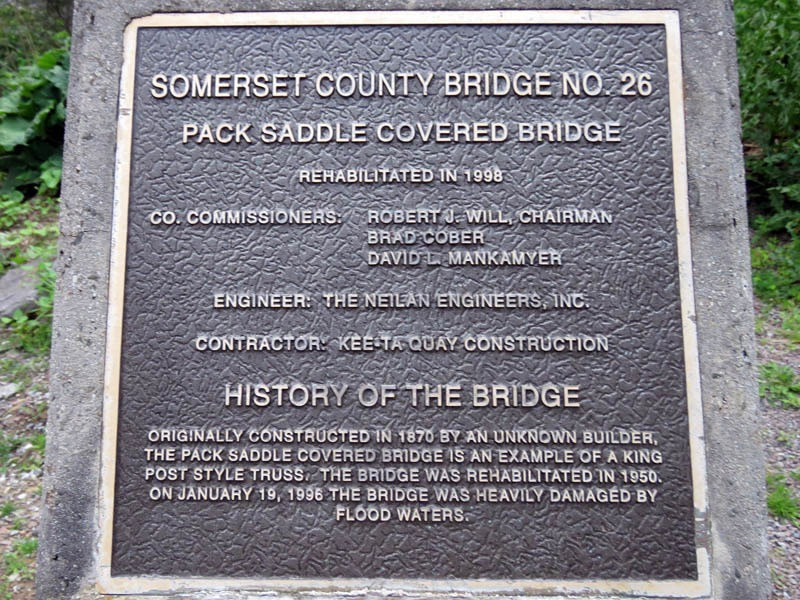 SOMERSET COUNTY BRIDGE NO. 26
PACK SADDLE COVERED BRIDGE
REHABILITATED IN 1998
CO. COMMISSIONERS: ROBERT J. WILL, CHAIRMAN
BRAD COBER
DAVID L. MANKAMYER
ENGINEER: THE NEILAN ENGINEERS, INC.
CONTRACTOR: KEE-TA QUAY CONSTRUCTION
HISTORY OF THE BRIDGE
ORIGINALLY CONSTRUCTED IN 1870 BY AN UNKNOWN BUILDER,
THE PACK SADDLE COVERED BRIDGE IS AN EXAMPLE OF A KING
POST STYLE TRUSS. THE BRIDGE WAS REHABILITATED IN 1950.
ON JANUARY 19, 1996 THE BRIDGE WAS HEAVILY DAMAGED BY
FLOOD WATERS.